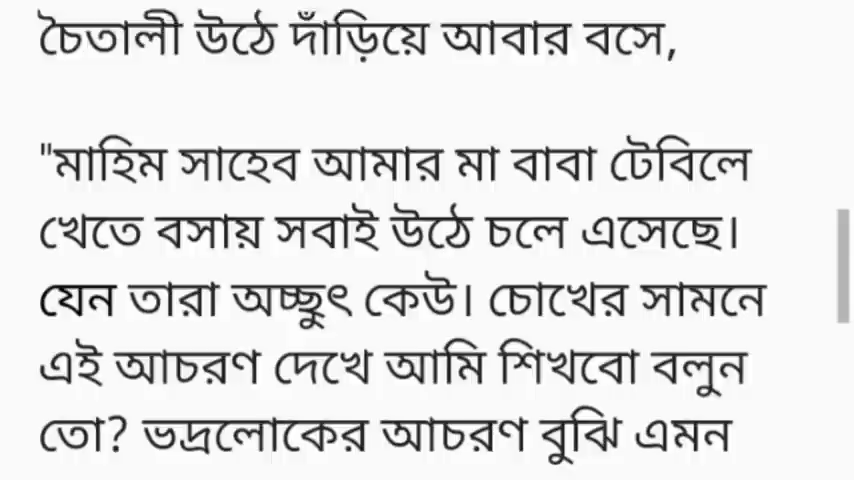 চৈতালী উঠে দাঁড়িয়ে আবার বসে,
"মাহিম সাহেব আমার মা বাবা টেবিলে
খেতে বসায় সবাই উঠে চলে এসেছে।
যেন তারা অচ্ছুৎ কেউ। চোখের সামনে
এই আচরণ দেখে আমি শিখবো বলুন
তো? ভদ্রলোকের আচরণ বুঝি এমন